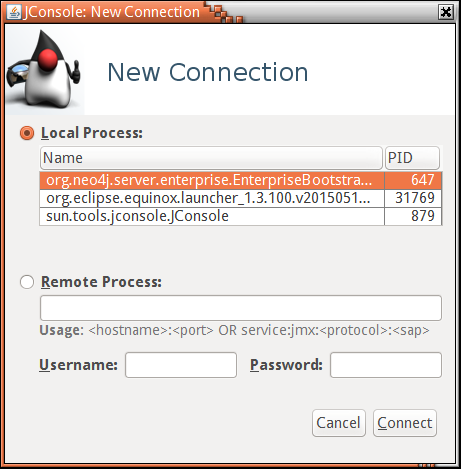 JConsole: New Connection
New Connection
Local Process:
Name PID
org.neo4j.server.enterprise.EnterpriseBootstra... 647
org.eclipse.equinox.launcher_1.3.100.v2015051... 31769
sun.tools.jconsole.JConsole 879
Remote Process:
Usage: <hostname>:<port> OR service:jmx:<protocol>:<sap>
Username: Password:
Cancel Connect